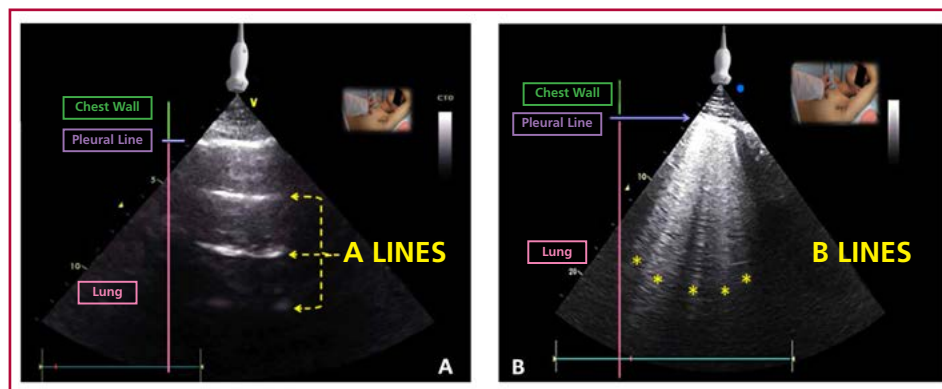 Chest Wall
V
CTO
Pleural Line
5
A LINES
10
Lung
A
Chest Wall
Pleural Line
10
Lung
B LINES
20
* * * * *
B